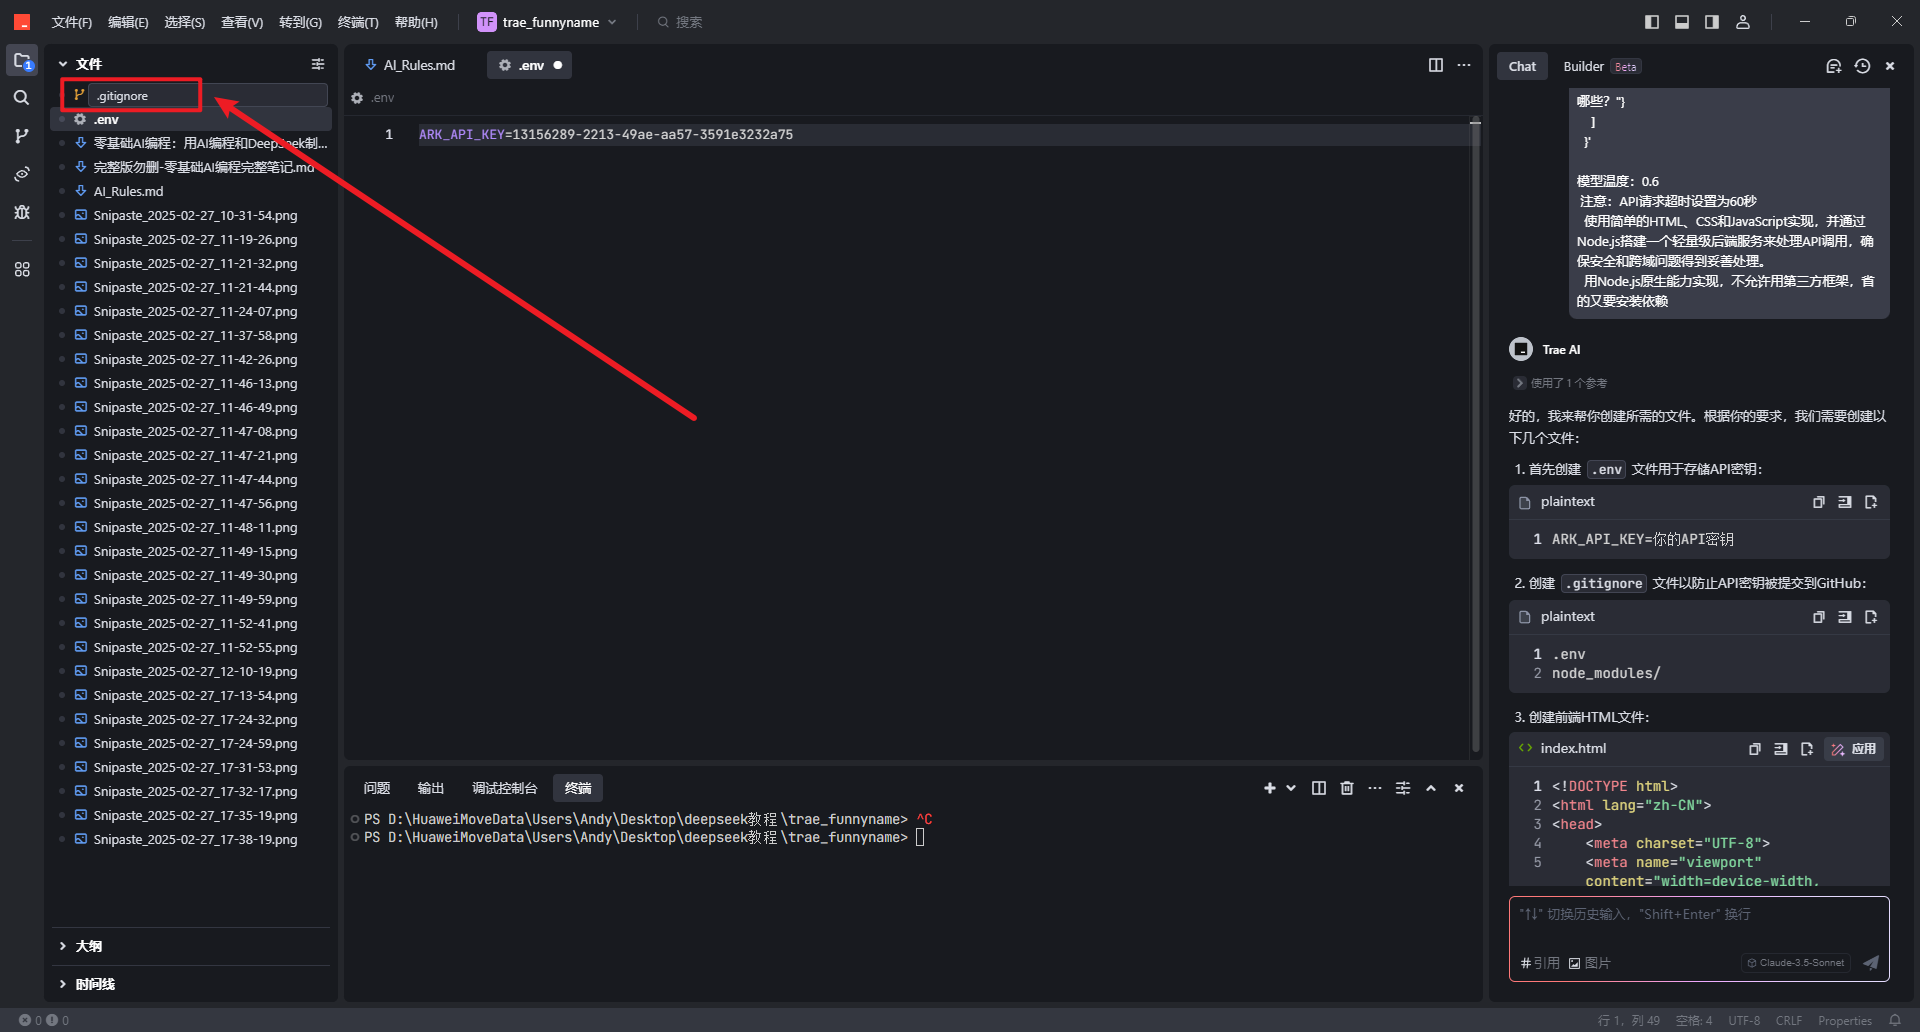 文件(F) 编辑(E) 选择(S) 查看(V) 转到(G) 终端(T) 帮助(H) TF trae_funnyname 搜索
文件
.gitignore
.env
零基础AI编程：用AI编程和DeepSeek制...
完整版勿删-零基础AI编程完整笔记.md
AI_Rules.md
Snipaste_2025-02-27_10-31-54.png
Snipaste_2025-02-27_11-19-26.png
Snipaste_2025-02-27_11-21-32.png
Snipaste_2025-02-27_11-21-44.png
Snipaste_2025-02-27_11-24-07.png
Snipaste_2025-02-27_11-37-58.png
Snipaste_2025-02-27_11-42-26.png
Snipaste_2025-02-27_11-46-13.png
Snipaste_2025-02-27_11-46-49.png
Snipaste_2025-02-27_11-47-08.png
Snipaste_2025-02-27_11-47-21.png
Snipaste_2025-02-27_11-47-44.png
Snipaste_2025-02-27_11-47-56.png
Snipaste_2025-02-27_11-48-11.png
Snipaste_2025-02-27_11-49-15.png
Snipaste_2025-02-27_11-49-30.png
Snipaste_2025-02-27_11-49-59.png
Snipaste_2025-02-27_11-52-41.png
Snipaste_2025-02-27_11-52-55.png
Snipaste_2025-02-27_12-10-19.png
Snipaste_2025-02-27_17-13-54.png
Snipaste_2025-02-27_17-24-32.png
Snipaste_2025-02-27_17-24-59.png
Snipaste_2025-02-27_17-31-53.png
Snipaste_2025-02-27_17-32-17.png
Snipaste_2025-02-27_17-35-19.png
Snipaste_2025-02-27_17-38-19.png
大纲
时间线
AI_Rules.md .env
.env
1 ARK_API_KEY=13156289-2213-49ae-aa57-3591e3232a75
问题 输出 调试控制台 终端
PS D:\HuaweiMoveData\Users\Andy\Desktop\deepseek教程\trae_funnyname> ^C
PS D:\HuaweiMoveData\Users\Andy\Desktop\deepseek教程\trae_funnyname>
Chat Builder Beta
哪些？"}
]
}'
模型温度：0.6
注意：API请求超时设置为60秒
使用简单的HTML、CSS和JavaScript实现，并通过
Node.js搭建一个轻量级后端服务来处理API调用，确
保安全和跨域问题得到妥善处理。
用Node.js原生能力实现，不允许用第三方框架，省
的又要安装依赖
Trae AI
使用了 1 个参考
好的，我来帮你创建所需的文件。根据你的要求，我们需要创建以
下几个文件：
1. 首先创建 .env 文件用于存储API密钥：
plaintext
1 ARK_API_KEY=你的API密钥
2. 创建 .gitignore 文件以防止API密钥被提交到GitHub：
plaintext
1 .env
2 node_modules/
3. 创建前端HTML文件：
index.html 应用
1 <!DOCTYPE html>
2 <html lang="zh-CN">
3 <head>
4 <meta charset="UTF-8">
5 <meta name="viewport"
content="width=device-width,
"↑↓" 切换历史输入，"Shift+Enter" 换行
# 引用 图片 Claude-3.5-Sonnet
0 0 行 1，列 49 空格: 4 UTF-8 CRLF Properties